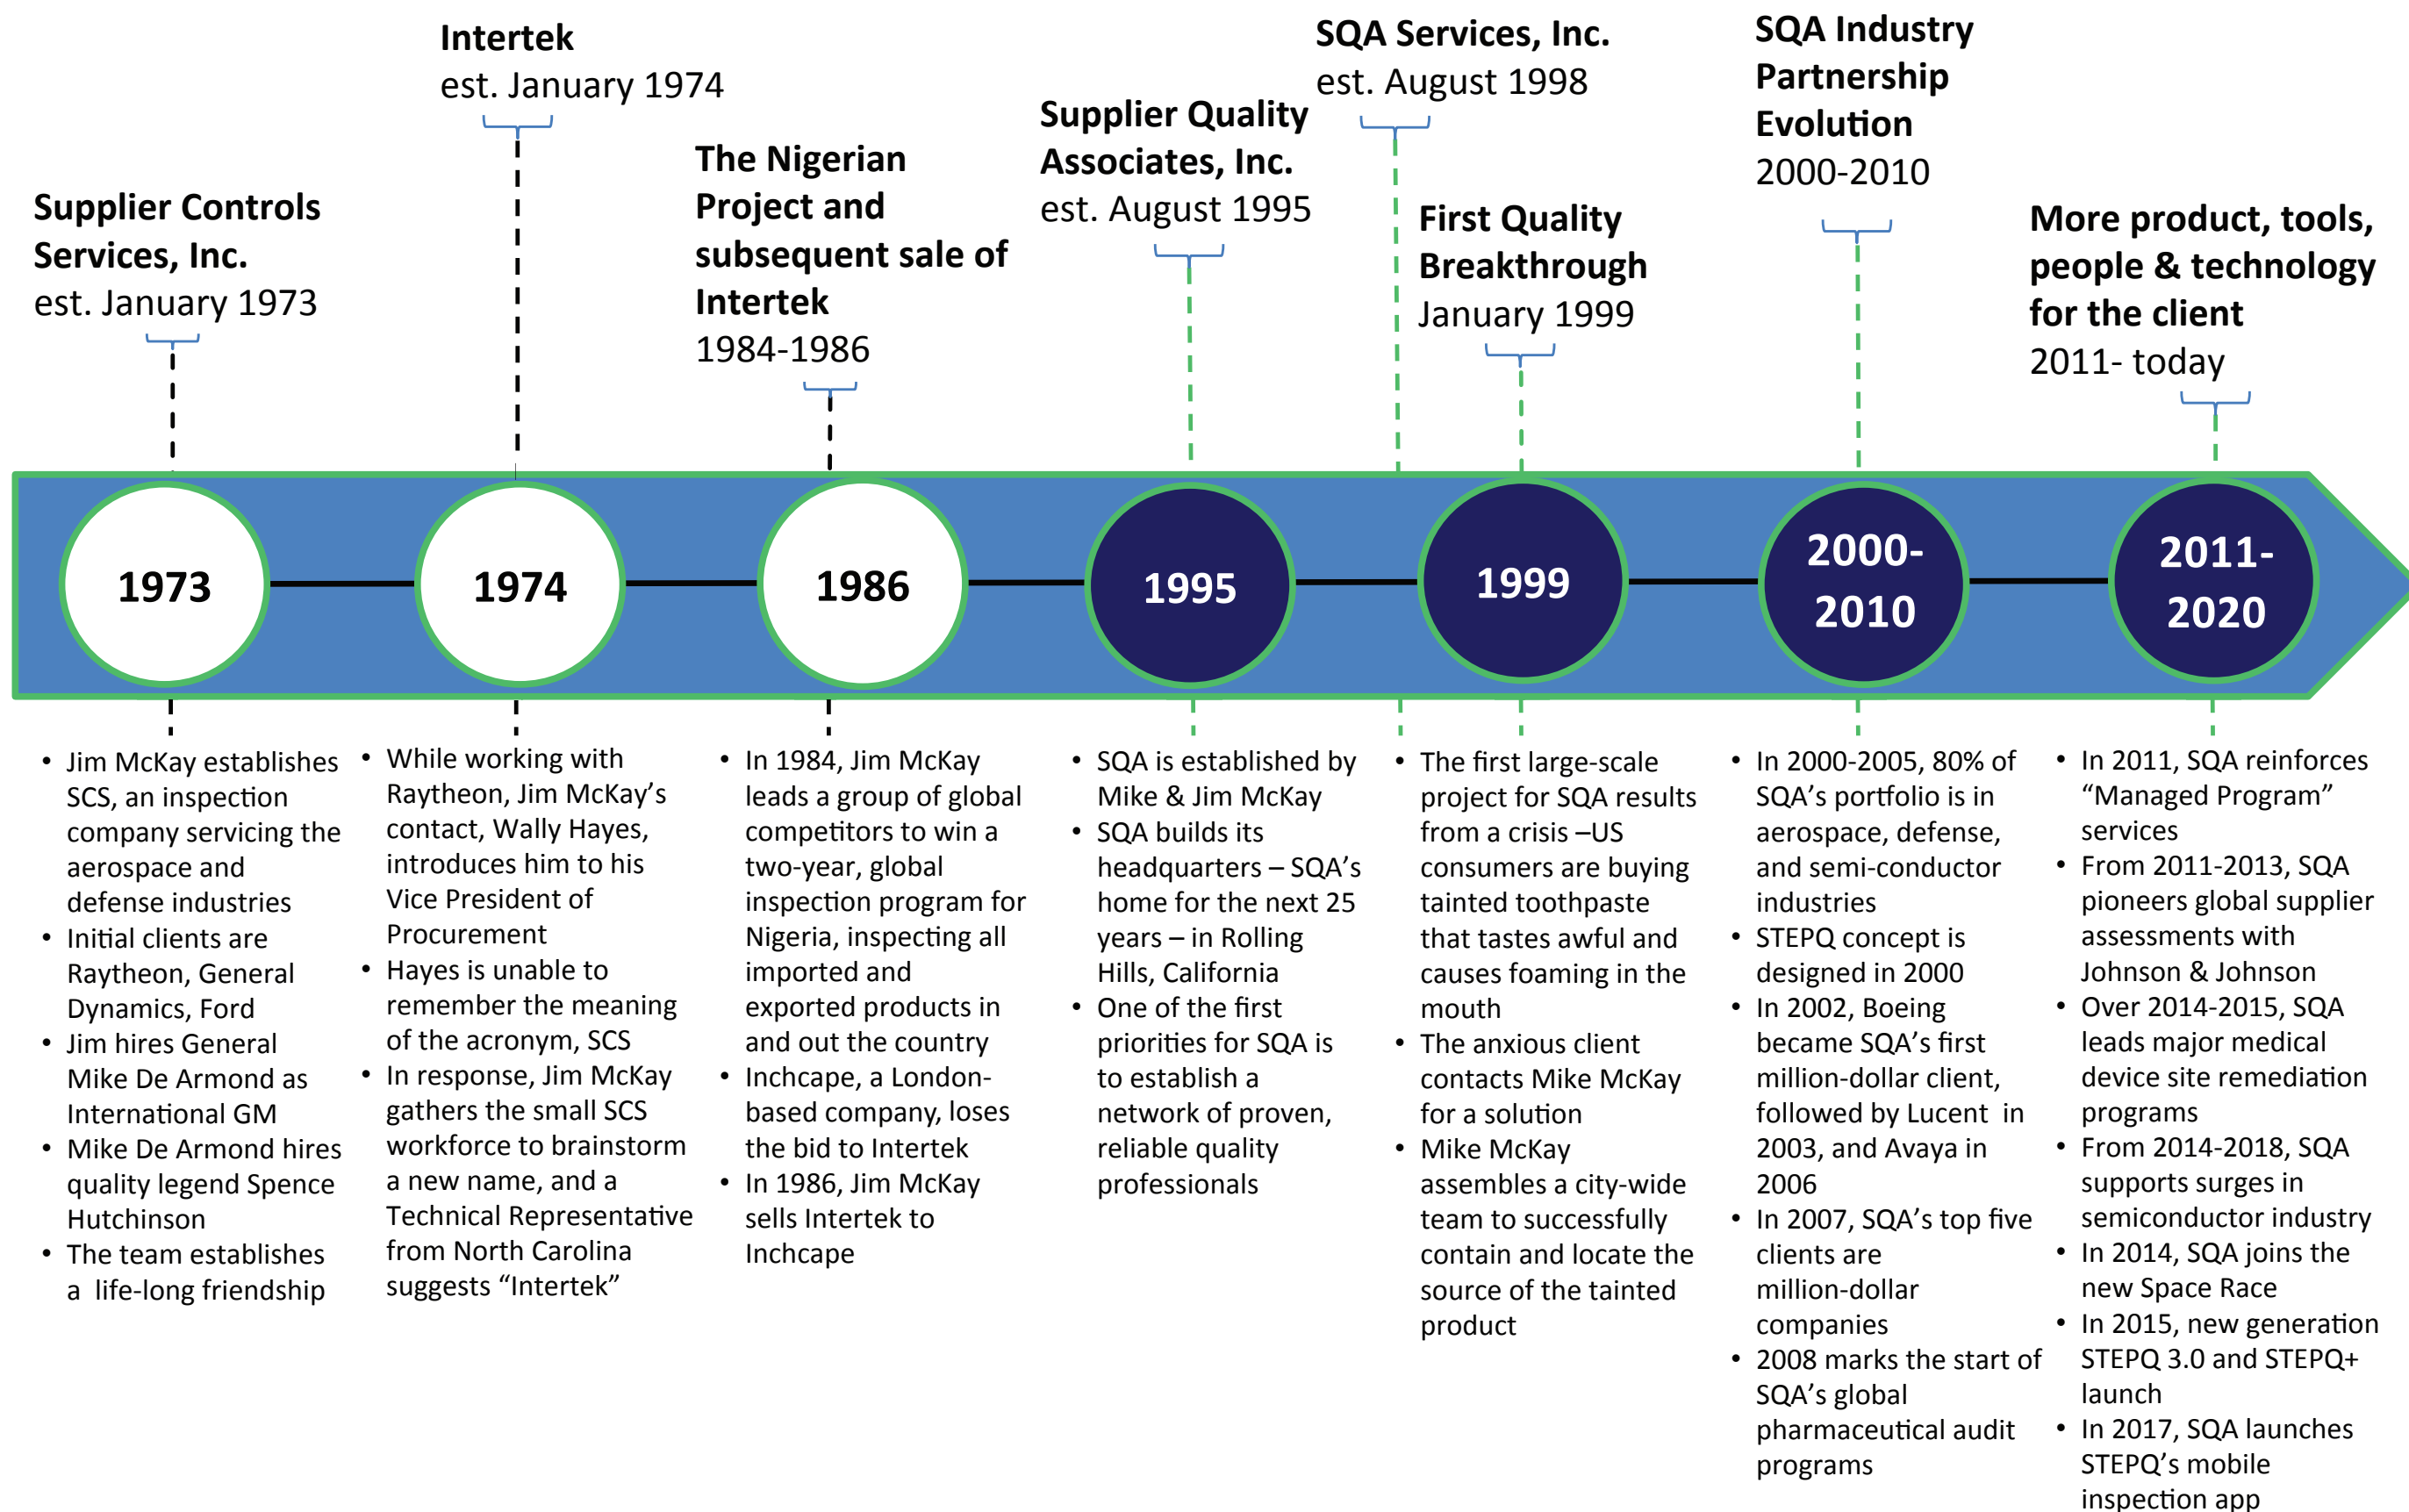 Supplier Controls
Services, Inc.
est. January 1973
Intertek
est. January 1974
The Nigerian
Project and
subsequent sale of
Intertek
1984-1986
Supplier Quality
Associates, Inc.
est. August 1995
SQA Services, Inc.
est. August 1998
First Quality
Breakthrough
January 1999
SQA Industry
Partnership
Evolution
2000-2010
More product, tools,
people & technology
for the client
2011- today
1973
1974
1986
1995
1999
2000-
2010
2011-
2020
• Jim McKay establishes
SCS, an inspection
company servicing the
aerospace and
defense industries
• Initial clients are
Raytheon, General
Dynamics, Ford
• Jim hires General
Mike De Armond as
International GM
• Mike De Armond hires
quality legend Spence
Hutchinson
• The team establishes
a life-long friendship
• While working with
Raytheon, Jim McKay’s
contact, Wally Hayes,
introduces him to his
Vice President of
Procurement
• Hayes is unable to
remember the meaning
of the acronym, SCS
• In response, Jim McKay
gathers the small SCS
workforce to brainstorm
a new name, and a
Technical Representative
from North Carolina
suggests “Intertek”
• In 1984, Jim McKay
leads a group of global
competitors to win a
two-year, global
inspection program for
Nigeria, inspecting all
imported and
exported products in
and out the country
• Inchcape, a London-
based company, loses
the bid to Intertek
• In 1986, Jim McKay
sells Intertek to
Inchcape
• SQA is established by
Mike & Jim McKay
• SQA builds its
headquarters – SQA’s
home for the next 25
years – in Rolling
Hills, California
• One of the first
priorities for SQA is
to establish a
network of proven,
reliable quality
professionals
• The first large-scale
project for SQA results
from a crisis –US
consumers are buying
tainted toothpaste
that tastes awful and
causes foaming in the
mouth
• The anxious client
contacts Mike McKay
for a solution
• Mike McKay
assembles a city-wide
team to successfully
contain and locate the
source of the tainted
product
• In 2000-2005, 80% of
SQA’s portfolio is in
aerospace, defense,
and semi-conductor
industries
• STEPQ concept is
designed in 2000
• In 2002, Boeing
became SQA’s first
million-dollar client,
followed by Lucent in
2003, and Avaya in
2006
• In 2007, SQA’s top five
clients are
million-dollar
companies
• 2008 marks the start of
SQA’s global
pharmaceutical audit
programs
• In 2011, SQA reinforces
“Managed Program”
services
• From 2011-2013, SQA
pioneers global supplier
assessments with
Johnson & Johnson
• Over 2014-2015, SQA
leads major medical
device site remediation
programs
• From 2014-2018, SQA
supports surges in
semiconductor industry
• In 2014, SQA joins the
new Space Race
• In 2015, new generation
STEPQ 3.0 and STEPQ+
launch
• In 2017, SQA launches
STEPQ’s mobile
inspection app